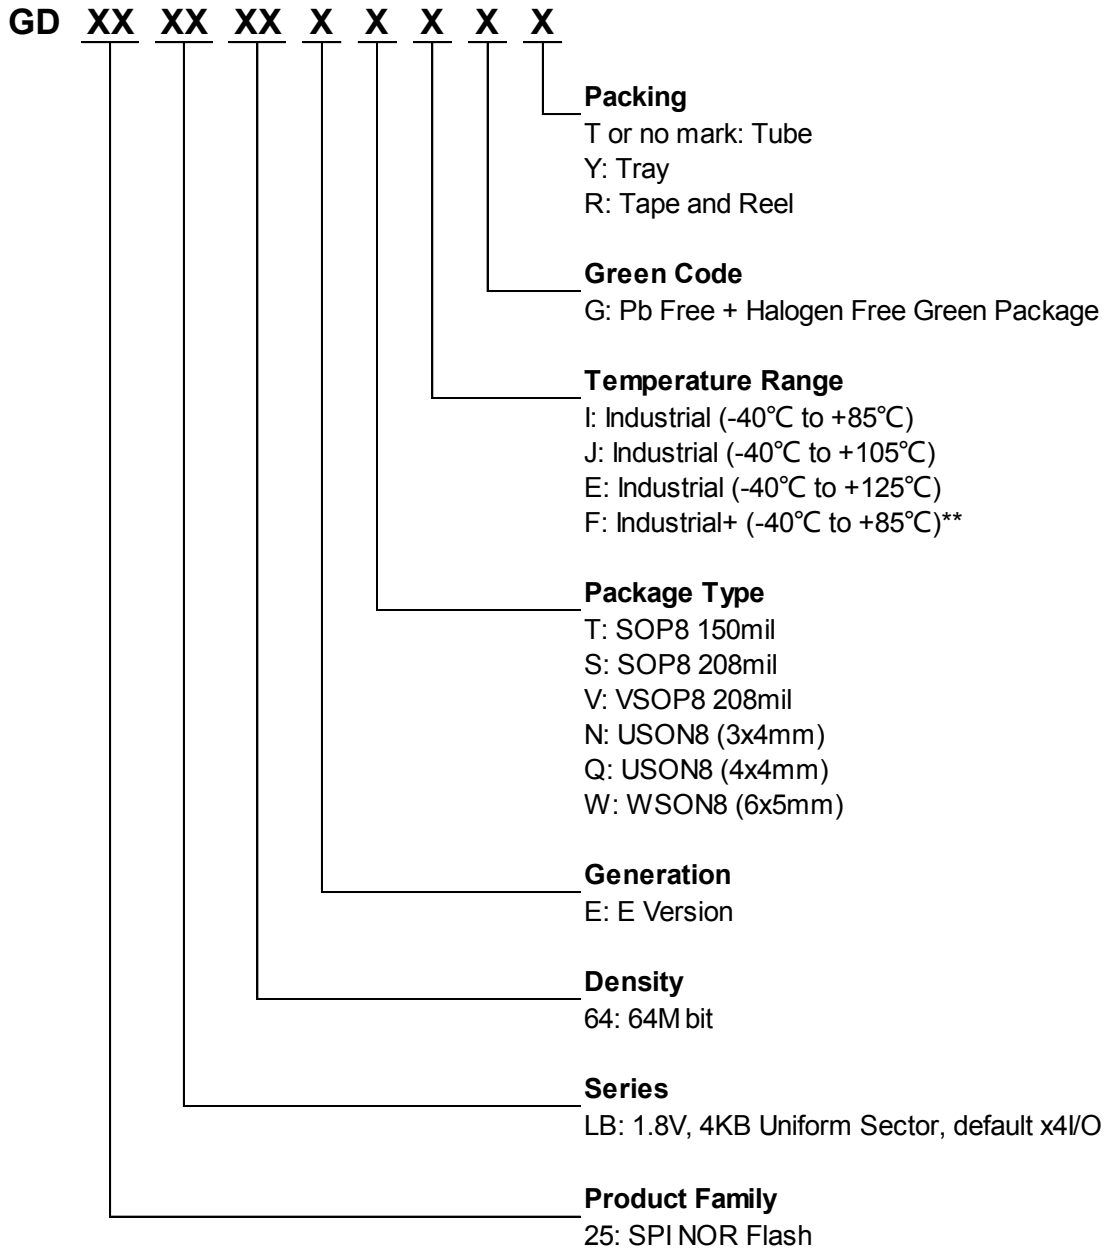 GD XX XX XX X X X X X
Packing
T or no mark: Tube
Y: Tray
R: Tape and Reel
Green Code
G: Pb Free + Halogen Free Green Package
Temperature Range
I: Industrial (-40℃ to +85℃)
J: Industrial (-40℃ to +105℃)
E: Industrial (-40℃ to +125℃)
F: Industrial+ (-40℃ to +85℃)**
Package Type
T: SOP8 150mil
S: SOP8 208mil
V: VSOP8 208mil
N: USON8 (3x4mm)
Q: USON8 (4x4mm)
W: WSON8 (6x5mm)
Generation
E: E Version
Density
64: 64M bit
Series
LB: 1.8V, 4KB Uniform Sector, default x4I/O
Product Family
25: SPI NOR Flash